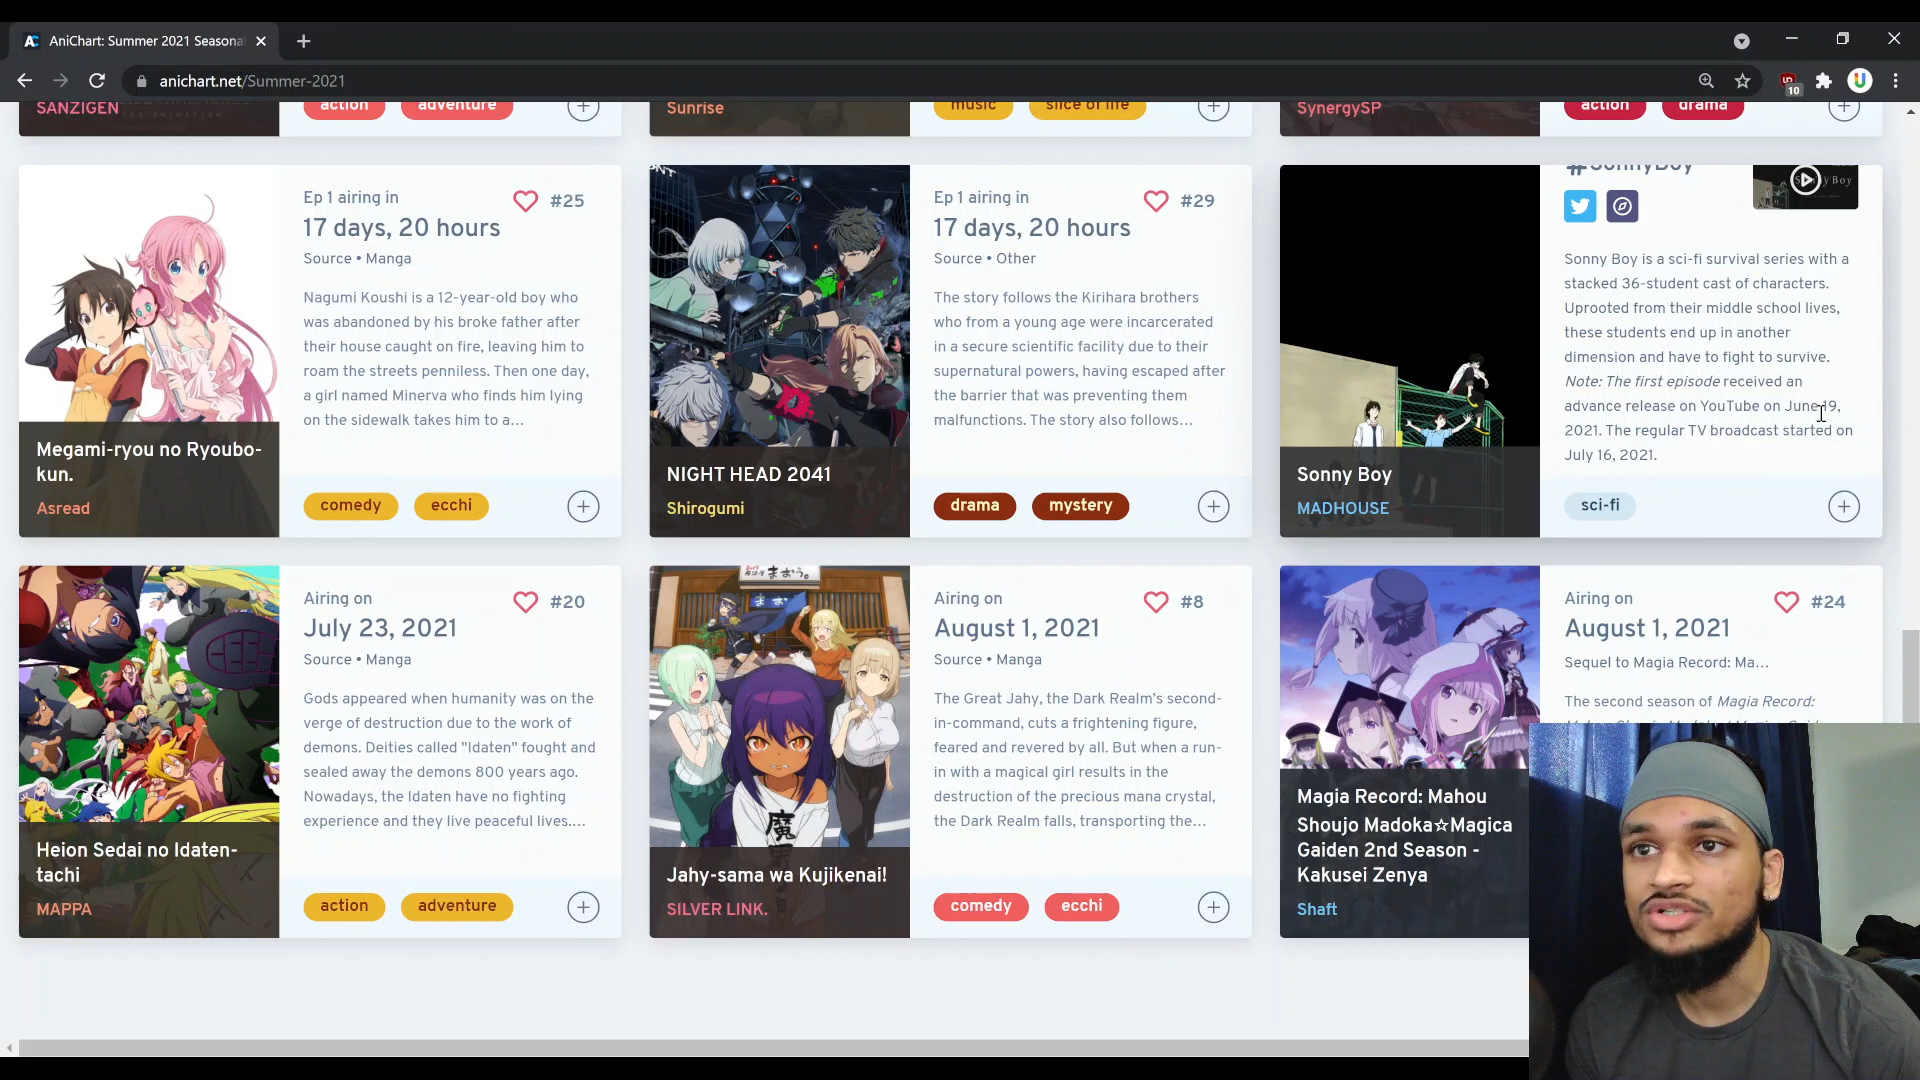 AniChart: Summer 2021 Seasona
anichart.net/Summer-2021
10
SANZIGEN
THE ANIMATION
action adventure
Sunrise
music slice of life
SynergySP
action drama
Ep 1 airing in
#25
17 days, 20 hours
Source • Manga
Nagumi Koushi is a 12-year-old boy who
was abandoned by his broke father after
their house caught on fire, leaving him to
roam the streets penniless. Then one day,
a girl named Minerva who finds him lying
on the sidewalk takes him to a...
Megami-ryou no Ryoubo-
kun.
Asread
comedy ecchi
Ep 1 airing in
#29
17 days, 20 hours
Source • Other
The story follows the Kirihara brothers
who from a young age were incarcerated
in a secure scientific facility due to their
supernatural powers, having escaped after
the barrier that was preventing them
malfunctions. The story also follows...
NIGHT HEAD 2041
Shirogumi
drama mystery
#SonnyBoy
Sonny Boy is a sci-fi survival series with a
stacked 36-student cast of characters.
Uprooted from their middle school lives,
these students end up in another
dimension and have to fight to survive.
Note: The first episode received an
advance release on YouTube on June 19,
2021. The regular TV broadcast started on
July 16, 2021.
Sonny Boy
MADHOUSE
sci-fi
Airing on
#20
July 23, 2021
Source • Manga
Gods appeared when humanity was on the
verge of destruction due to the work of
demons. Deities called "Idaten" fought and
sealed away the demons 800 years ago.
Nowadays, the Idaten have no fighting
experience and they live peaceful lives....
Heion Sedai no Idaten-
tachi
MAPPA
action adventure
Airing on
#8
August 1, 2021
Source • Manga
The Great Jahy, the Dark Realm's second-
in-command, cuts a frightening figure,
feared and revered by all. But when a run-
in with a magical girl results in the
destruction of the precious mana crystal,
the Dark Realm falls, transporting the...
Jahy-sama wa Kujikenai!
SILVER LINK.
comedy ecchi
Airing on
#24
August 1, 2021
Sequel to Magia Record: Ma...
The second season of Magia Record:
Magia Record: Mahou
Shoujo Madoka☆Magica
Gaiden 2nd Season -
Kakusei Zenya
Shaft